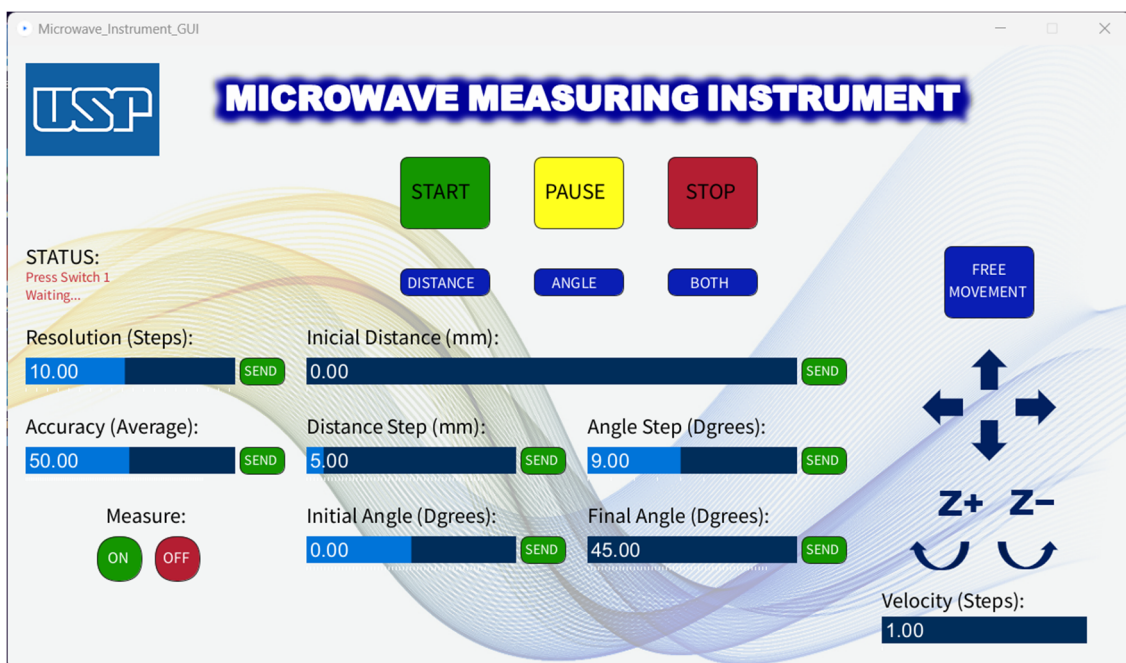 Microwave_Instrument_GUI
USP
MICROWAVE MEASURING INSTRUMENT
START
PAUSE
STOP
STATUS:
Press Switch 1
Waiting...
DISTANCE
ANGLE
BOTH
FREE
MOVEMENT
Resolution (Steps):
Inicial Distance (mm):
10.00
SEND
0.00
SEND
Accuracy (Average):
Distance Step (mm):
Angle Step (Dgrees):
50.00
SEND
5.00
SEND
9.00
SEND
Z+
Z-
Measure:
Initial Angle (Dgrees):
Final Angle (Dgrees):
ON
OFF
0.00
SEND
45.00
SEND
Velocity (Steps):
1.00